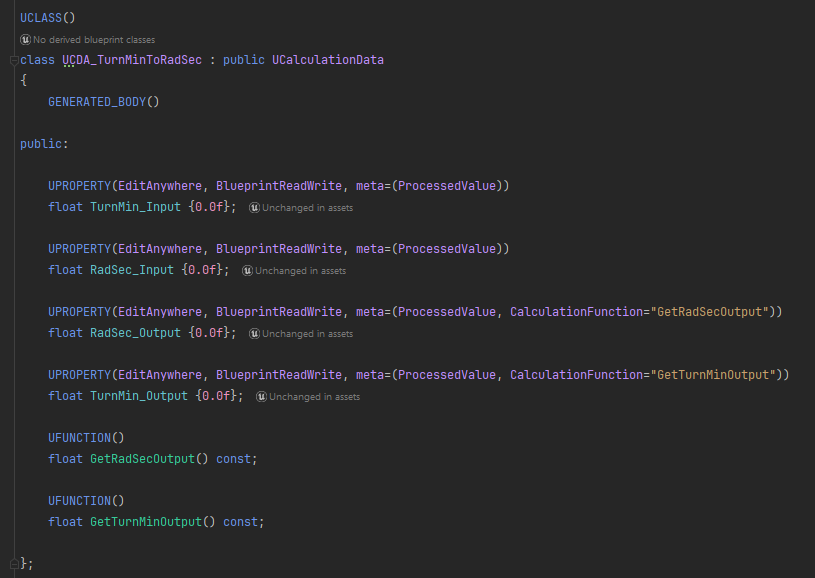 UCLASS()
u No derived blueprint classes
class UCDA_TurnMinToRadSec : public UCalculationData
{
    GENERATED_BODY()
public:
    UPROPERTY(EditAnywhere, BlueprintReadWrite, meta=(ProcessedValue))
    float TurnMin_Input {0.0f};  u Unchanged in assets
    UPROPERTY(EditAnywhere, BlueprintReadWrite, meta=(ProcessedValue))
    float RadSec_Input {0.0f};  u Unchanged in assets
    UPROPERTY(EditAnywhere, BlueprintReadWrite, meta=(ProcessedValue, CalculationFunction="GetRadSecOutput"))
    float RadSec_Output {0.0f};  u Unchanged in assets
    UPROPERTY(EditAnywhere, BlueprintReadWrite, meta=(ProcessedValue, CalculationFunction="GetTurnMinOutput"))
    float TurnMin_Output {0.0f};  u Unchanged in assets
    UFUNCTION()
    float GetRadSecOutput() const;
    UFUNCTION()
    float GetTurnMinOutput() const;
};